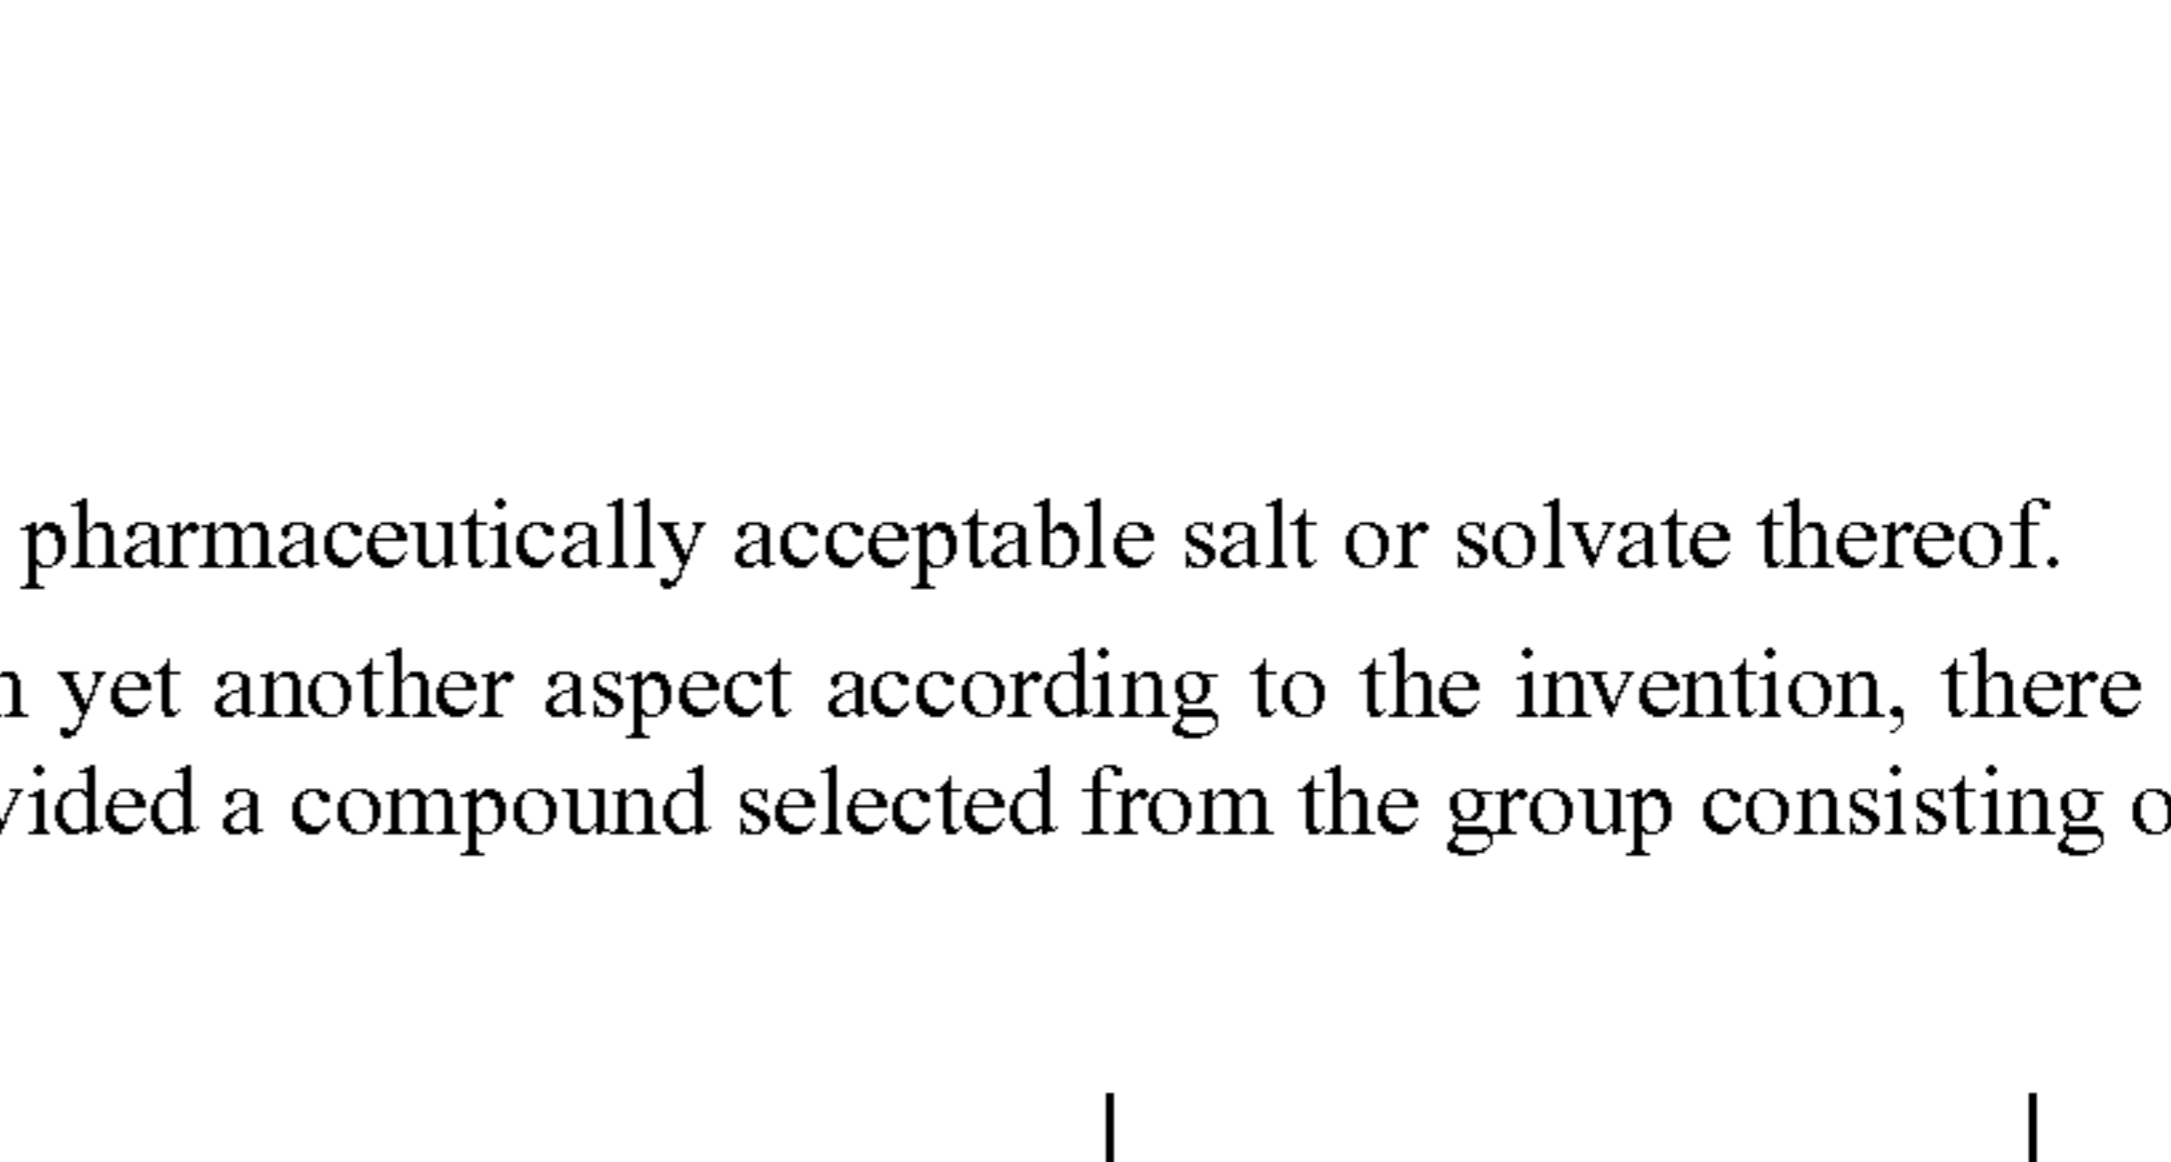 pharmaceutically acceptable salt or solvate thereof.
n yet another aspect according to the invention, there
vided a compound selected from the group consisting o